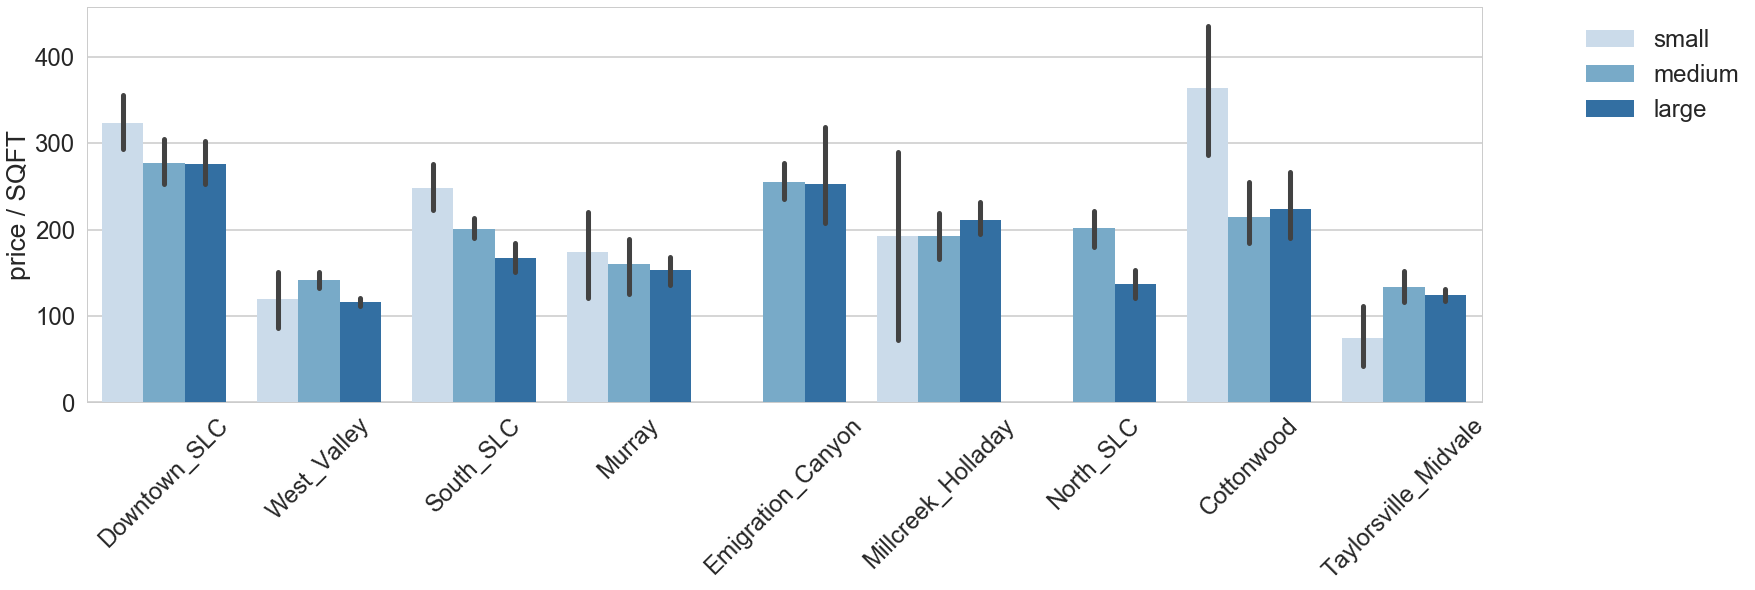 price / SQFT
400
300
200
100
0
Downtown_SLC
West_Valley
South_SLC
Murray
Emigration_Canyon
Millcreek_Holladay
North_SLC
Cottonwood
Taylorsville_Midvale
small
medium
large